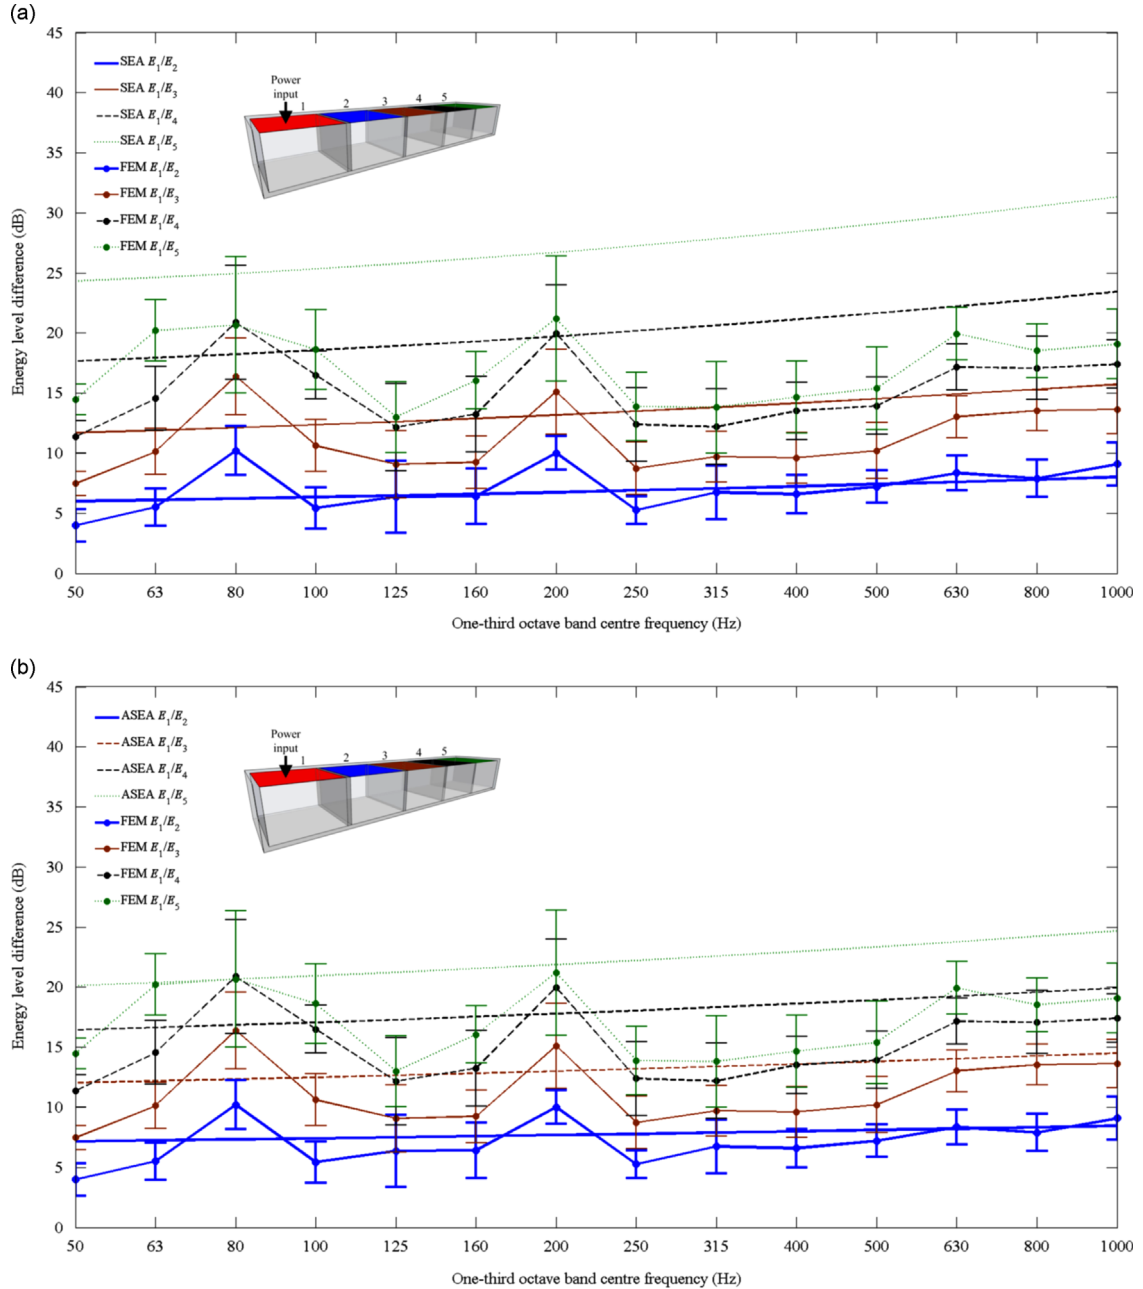 (a)
45
40
35
30
25
20
15
10
5
0
Energy level difference (dB)
SEA E1/E2
SEA E1/E3
SEA E1/E4
SEA E1/E5
FEM E1/E2
FEM E1/E3
FEM E1/E4
FEM E1/E5
Power
input
1 2 3 4 5
50 63 80 100 125 160 200 250 315 400 500 630 800 1000
One-third octave band centre frequency (Hz)
(b)
45
40
35
30
25
20
15
10
5
0
Energy level difference (dB)
ASEA E1/E2
ASEA E1/E3
ASEA E1/E4
ASEA E1/E5
FEM E1/E2
FEM E1/E3
FEM E1/E4
FEM E1/E5
Power
input
1 2 3 4 5
50 63 80 100 125 160 200 250 315 400 500 630 800 1000
One-third octave band centre frequency (Hz)